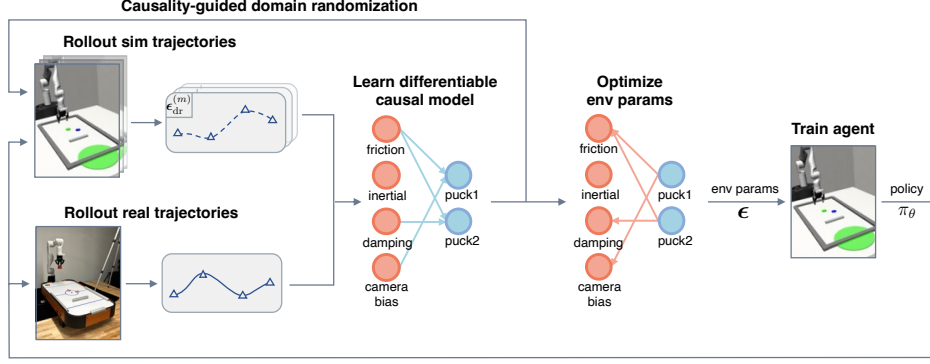 Causality-guided domain randomization
Rollout sim trajectories
ϵ_dr^(m)
Rollout real trajectories
Learn differentiable
causal model
friction
inertial
damping
camera
bias
puck1
puck2
Optimize
env params
friction
inertial
damping
camera
bias
puck1
puck2
env params
ϵ
Train agent
policy
π_θ